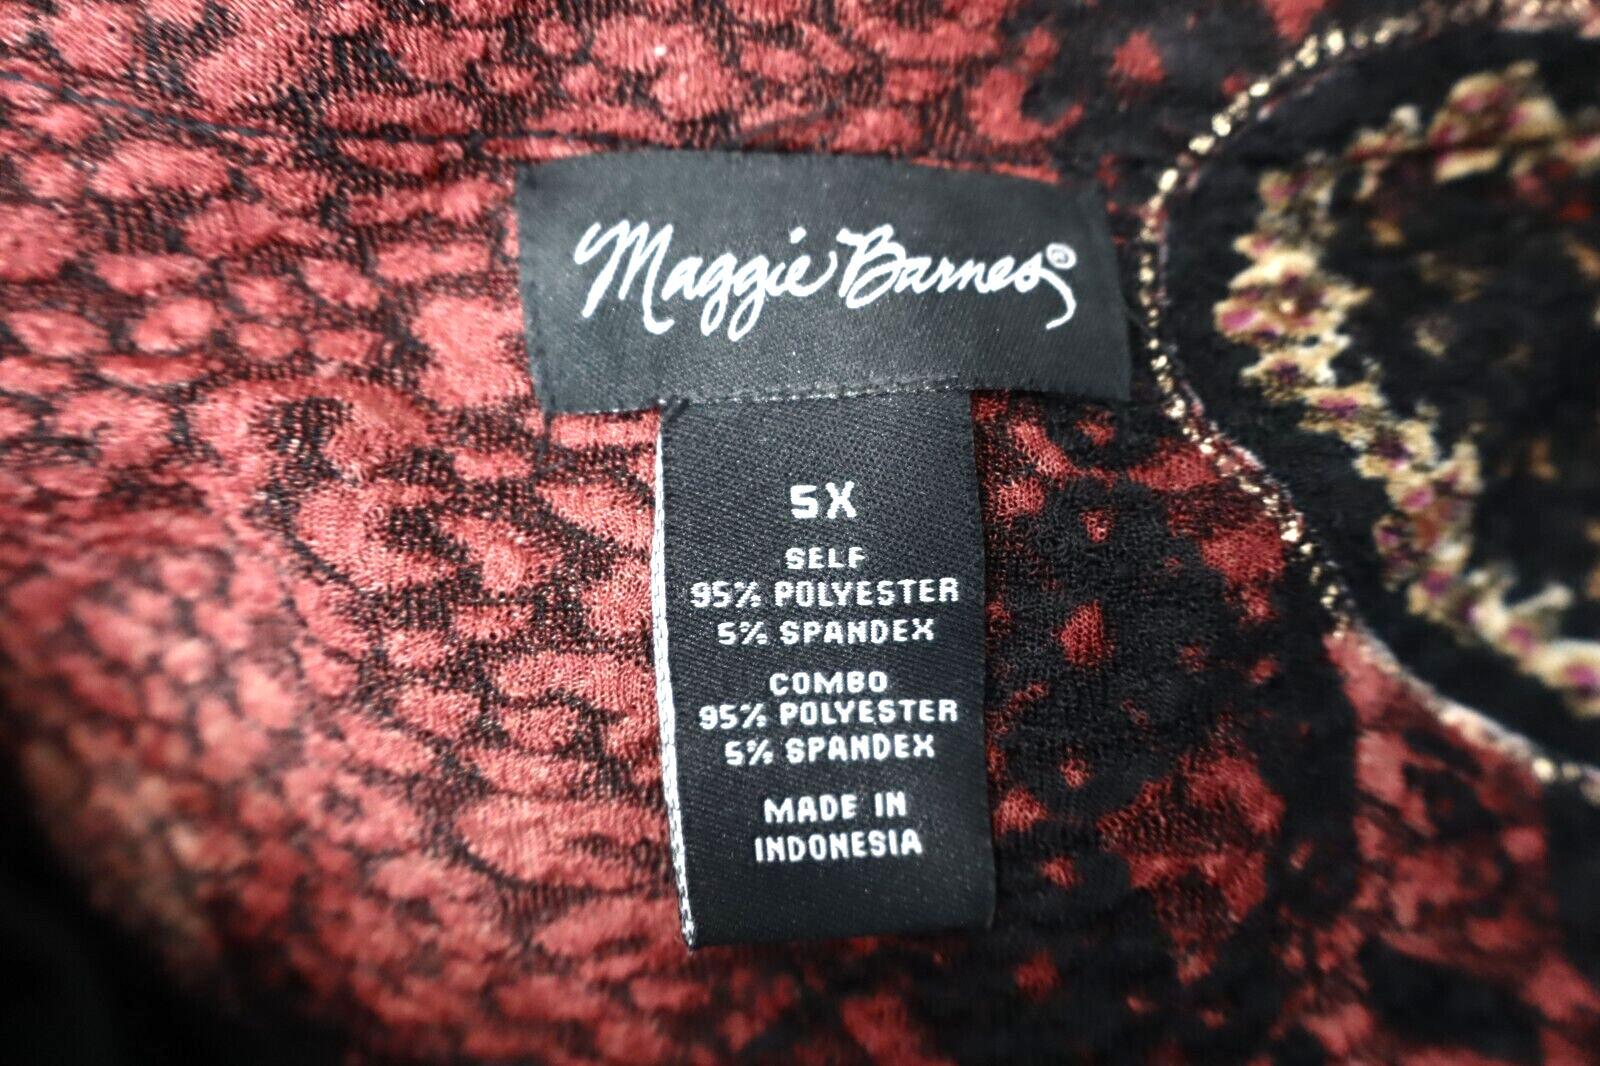 Maggie Barnes®
5X
SELF
95% POLYESTER
5% SPANDEX
COMBO
95% POLYESTER
5% SPANDEX
MADE IN
INDONESIA